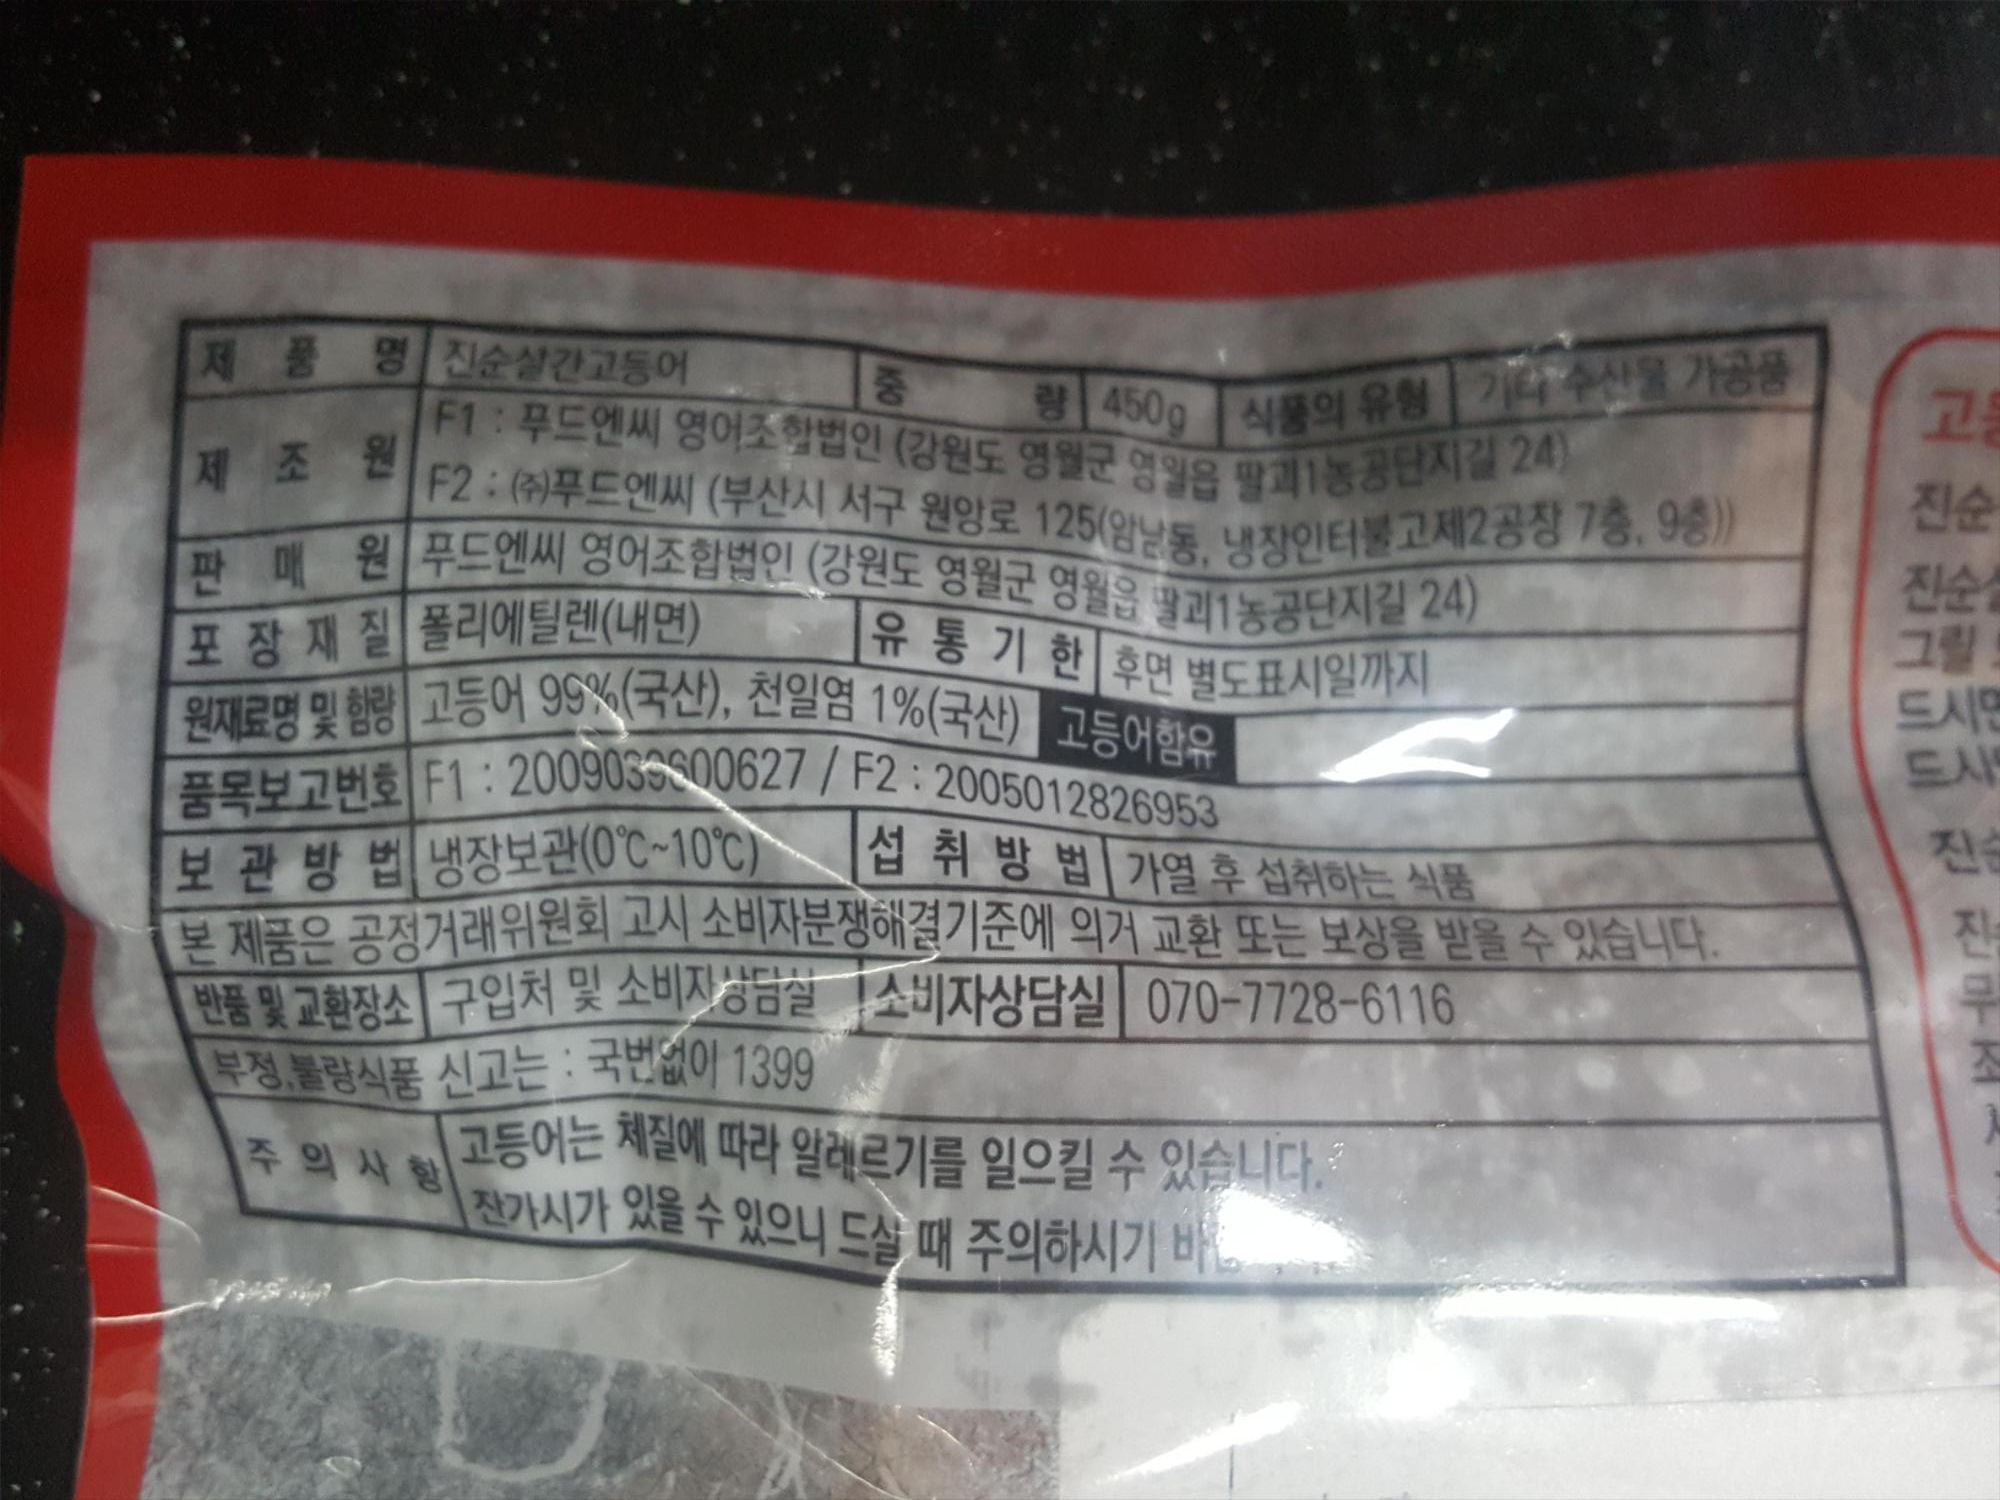 제 품 명 진순살간고등어 중 량 450g 식품의 유형 기타 수산물 가공품
제 조 원 F1 : 푸드엔씨 영어조합법인 (강원도 영월군 영월읍 팔괴1농공단지길 24)
F2 : ㈜푸드엔씨 (부산시 서구 원양로 125(암남동, 냉장인터불고제2공장 7층, 9층))
판 매 원 푸드엔씨 영어조합법인 (강원도 영월군 영월읍 팔괴1농공단지길 24)
포 장 재 질 폴리에틸렌(내면) 유 통 기 한 후면 별도표시일까지
원재료명 및 함량 고등어 99%(국산), 천일염 1%(국산) 고등어함유
품목보고번호 F1 : 2009039600627 / F2 : 2005012826953
보 관 방 법 냉장보관(0℃~10℃) 섭 취 방 법 가열 후 섭취하는 식품
본 제품은 공정거래위원회 고시 소비자분쟁해결기준에 의거 교환 또는 보상을 받을 수 있습니다.
반품 및 교환장소 구입처 및 소비자상담실 소비자상담실 070-7728-6116
부정,불량식품 신고는 : 국번없이 1399
주 의 사 항 고등어는 체질에 따라 알레르기를 일으킬 수 있습니다.
잔가시가 있을 수 있으니 드실 때 주의하시기
진순
그릴